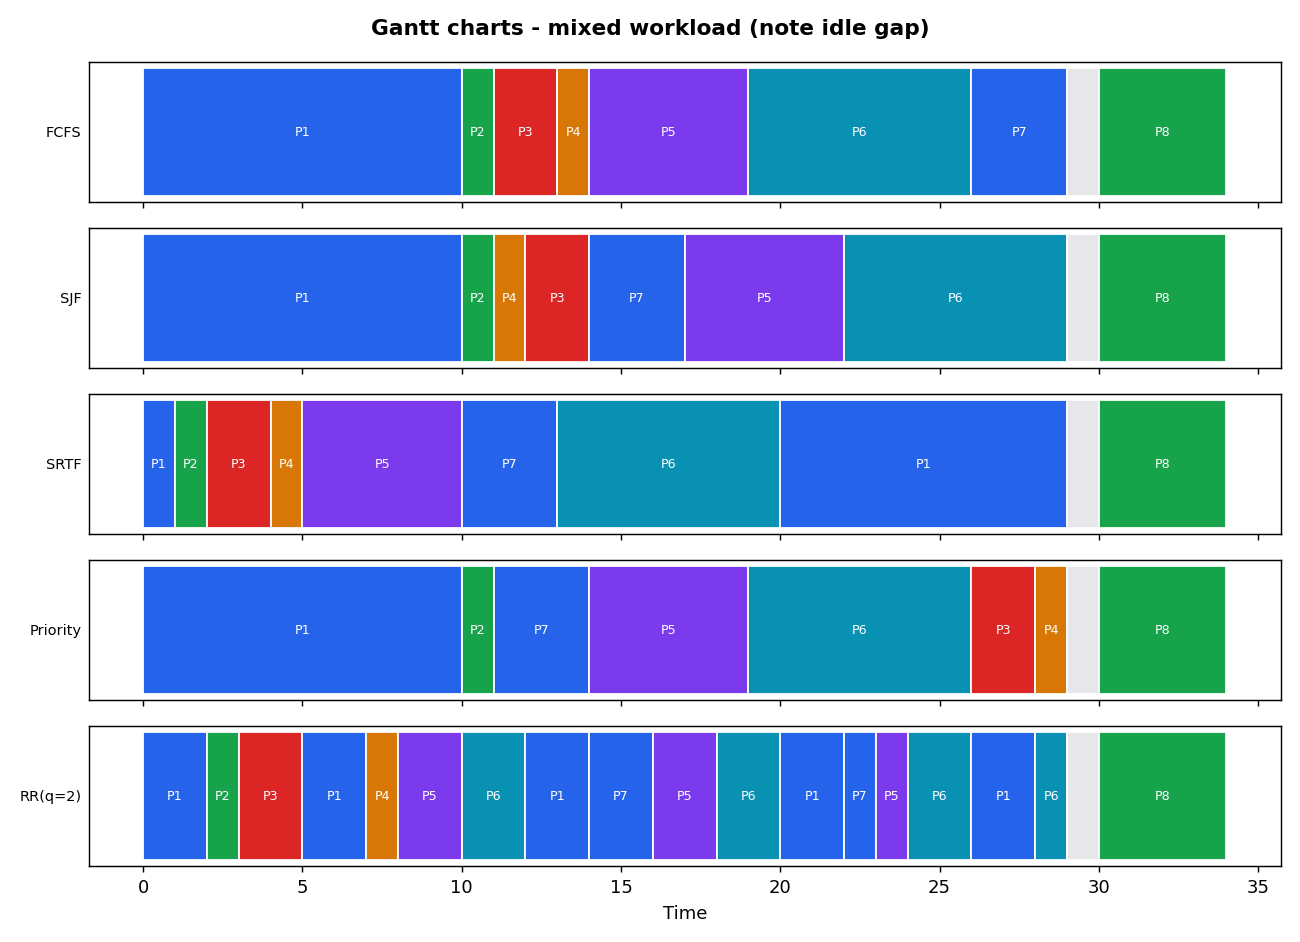 Gantt charts - mixed workload (note idle gap)
FCFS P1 P2 P3 P4 P5 P6 P7 P8
SJF P1 P2 P4 P3 P7 P5 P6 P8
SRTF P1 P2 P3 P4 P5 P7 P6 P1 P8
Priority P1 P2 P7 P5 P6 P3 P4 P8
RR(q=2) P1 P2 P3 P1 P4 P5 P6 P1 P7 P5 P6 P1 P7 P5 P6 P1 P6 P8
0 5 10 15 20 25 30 35
Time